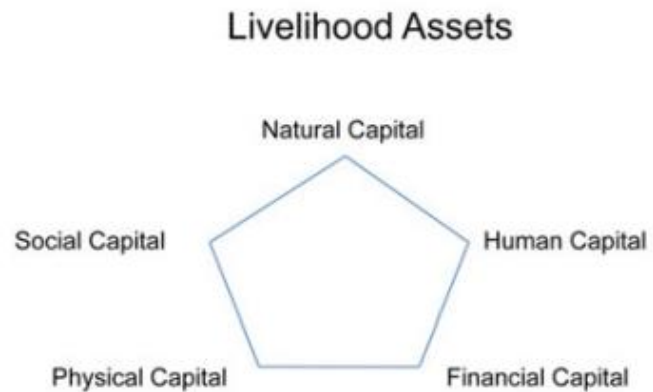 Livelihood Assets
Natural Capital
Social Capital
Human Capital
Physical Capital
Financial Capital